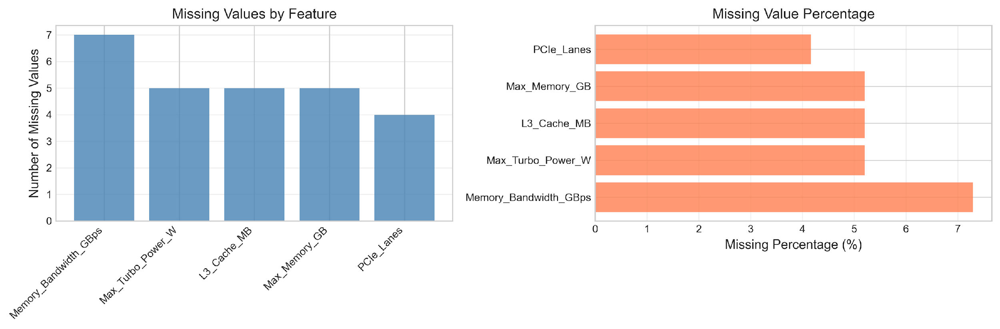 Missing Values by Feature
Number of Missing Values
7
6
5
4
3
2
1
0
Memory_Bandwidth_GBps
Max_Turbo_Power_W
L3_Cache_MB
Max_Memory_GB
PCIe_Lanes
Missing Value Percentage
PCIe_Lanes
Max_Memory_GB
L3_Cache_MB
Max_Turbo_Power_W
Memory_Bandwidth_GBps
0 1 2 3 4 5 6 7
Missing Percentage (%)